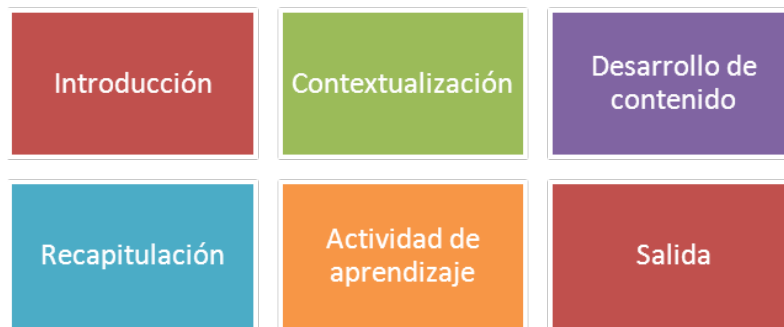 Introducción
Contextualización
Desarrollo de
contenido
Recapitulación
Actividad de
aprendizaje
Salida